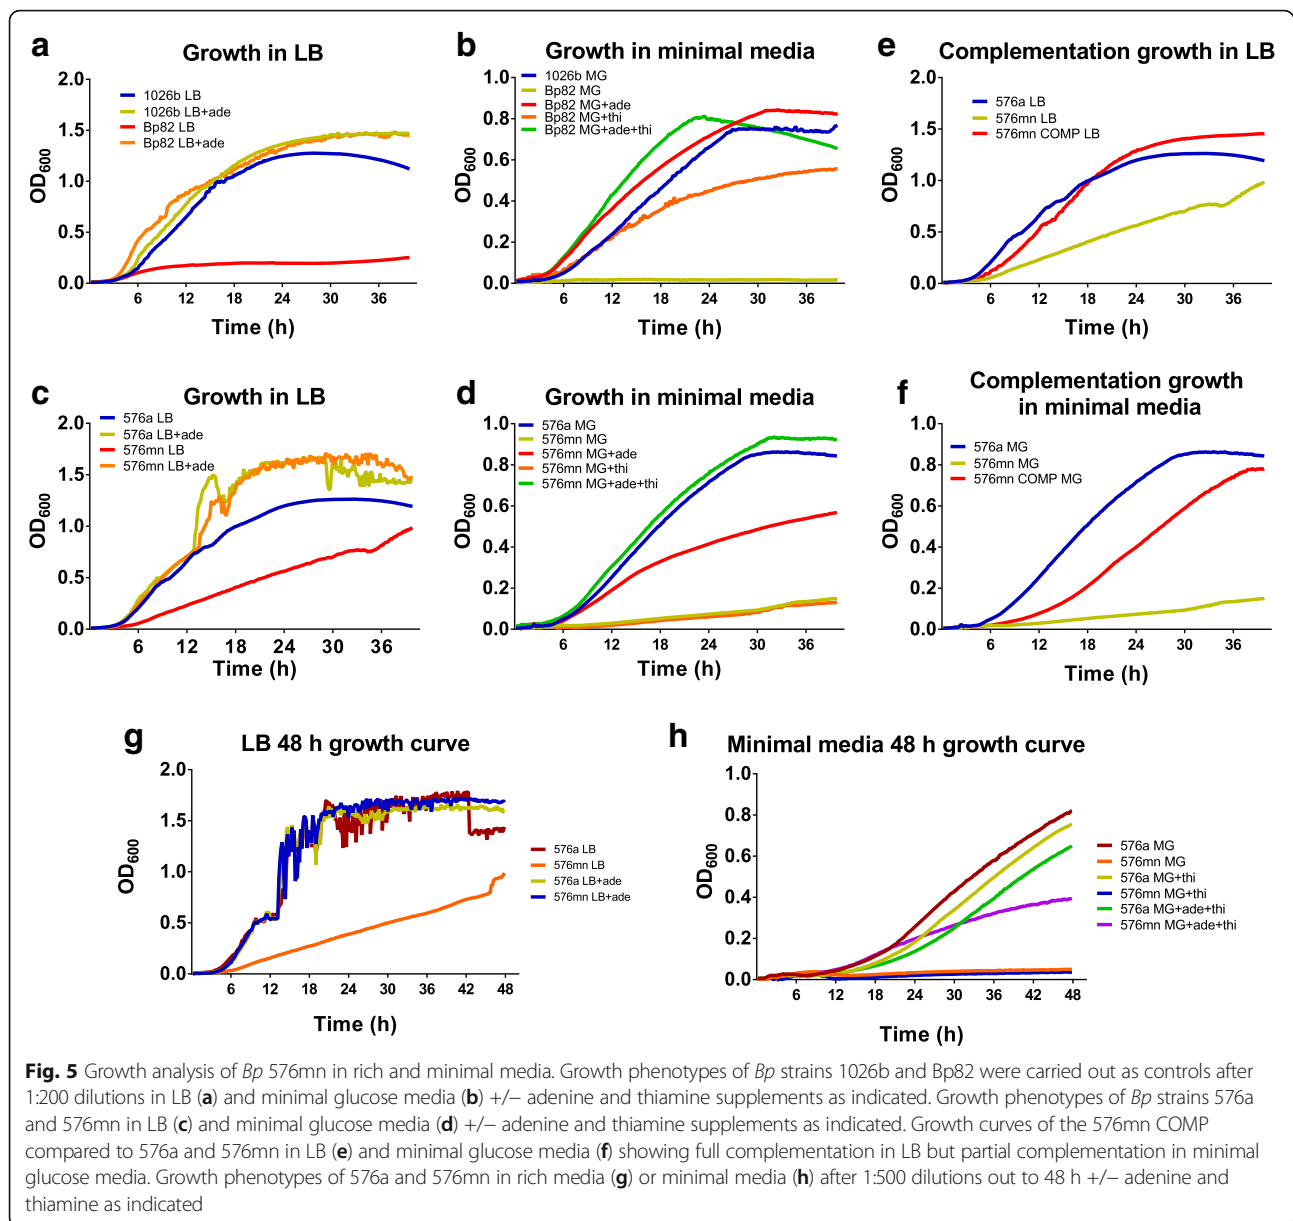 a
Growth in LB
2.0
1.5
1.0
0.5
0.0
OD600
1026b LB
1026b LB+ade
Bp82 LB
Bp82 LB+ade
6 12 18 24 30 36
Time (h)
b
Growth in minimal media
1.0
0.8
0.6
0.4
0.2
0.0
OD600
1026b MG
Bp82 MG
Bp82 MG+ade
Bp82 MG+thi
Bp82 MG+ade+thi
6 12 18 24 30 36
Time (h)
e
Complementation growth in LB
2.0
1.5
1.0
0.5
0.0
OD600
576a LB
576mn LB
576mn COMP LB
6 12 18 24 30 36
Time (h)
c
Growth in LB
2.0
1.5
1.0
0.5
0.0
OD600
576a LB
576a LB+ade
576mn LB
576mn LB+ade
6 12 18 24 30 36
Time (h)
d
Growth in minimal media
1.0
0.8
0.6
0.4
0.2
0.0
OD600
576a MG
576mn MG
576mn MG+ade
576mn MG+thi
576mn MG+ade+thi
6 12 18 24 30 36
Time (h)
f
Complementation growth
in minimal media
1.0
0.8
0.6
0.4
0.2
0.0
OD600
576a MG
576mn MG
576mn COMP MG
6 12 18 24 30 36
Time (h)
g
LB 48 h growth curve
2.0
1.5
1.0
0.5
0.0
OD600
576a LB
576mn LB
576a LB+ade
576mn LB+ade
6 12 18 24 30 36 42 48
Time (h)
h
Minimal media 48 h growth curve
1.0
0.8
0.6
0.4
0.2
0.0
OD600
576a MG
576mn MG
576a MG+thi
576mn MG+thi
576a MG+ade+thi
576mn MG+ade+thi
6 12 18 24 30 36 42 48
Time (h)
Fig. 5 Growth analysis of Bp 576mn in rich and minimal media. Growth phenotypes of Bp strains 1026b and Bp82 were carried out as controls after
1:200 dilutions in LB (a) and minimal glucose media (b) +/− adenine and thiamine supplements as indicated. Growth phenotypes of Bp strains 576a
and 576mn in LB (c) and minimal glucose media (d) +/− adenine and thiamine supplements as indicated. Growth curves of the 576mn COMP
compared to 576a and 576mn in LB (e) and minimal glucose media (f) showing full complementation in LB but partial complementation in minimal
glucose media. Growth phenotypes of 576a and 576mn in rich media (g) or minimal media (h) after 1:500 dilutions out to 48 h +/− adenine and
thiamine as indicated